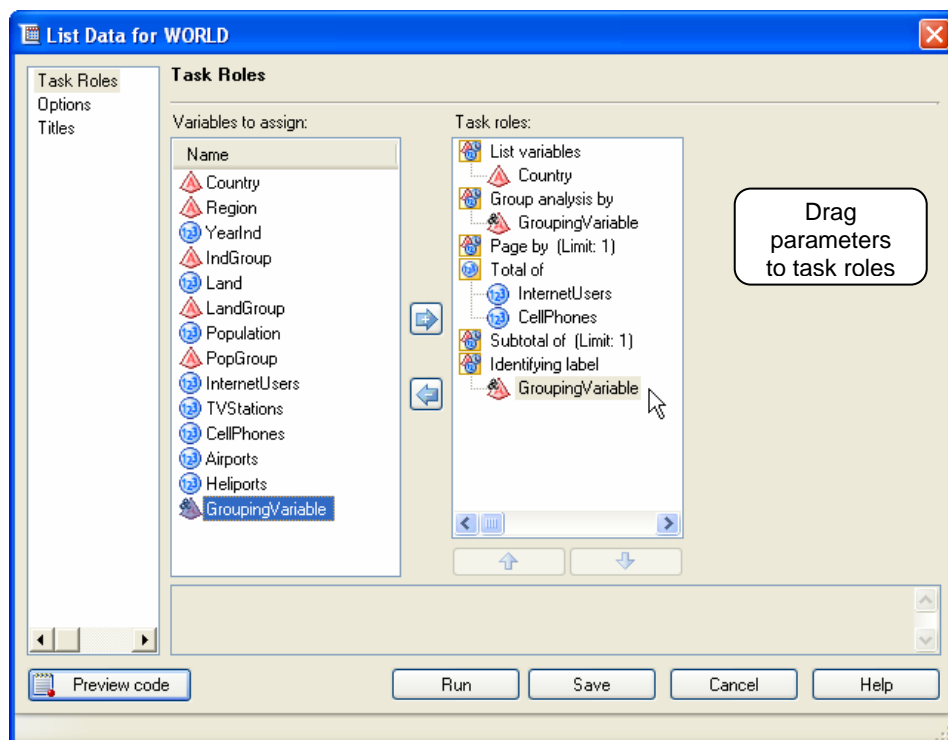 List Data for WORLD
Task Roles
Options
Titles
Task Roles
Variables to assign:
Name
Country
Region
YearInd
IndGroup
Land
LandGroup
Population
PopGroup
InternetUsers
TVStations
CellPhones
Airports
Heliports
GroupingVariable
Task roles:
List variables
Country
Group analysis by
GroupingVariable
Page by (Limit: 1)
Total of
InternetUsers
CellPhones
Subtotal of (Limit: 1)
Identifying label
GroupingVariable
Drag
parameters
to task roles
Preview code
Run
Save
Cancel
Help